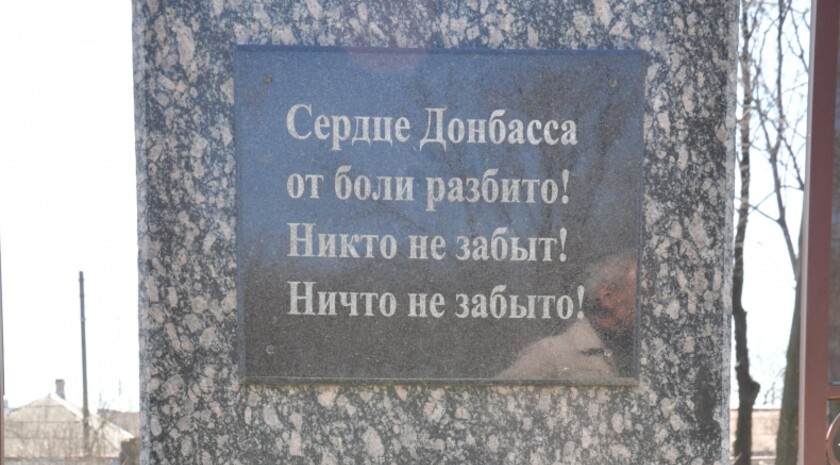 Сердце Донбасса
от боли разбито!
Никто не забыт!
Ничто не забыто!